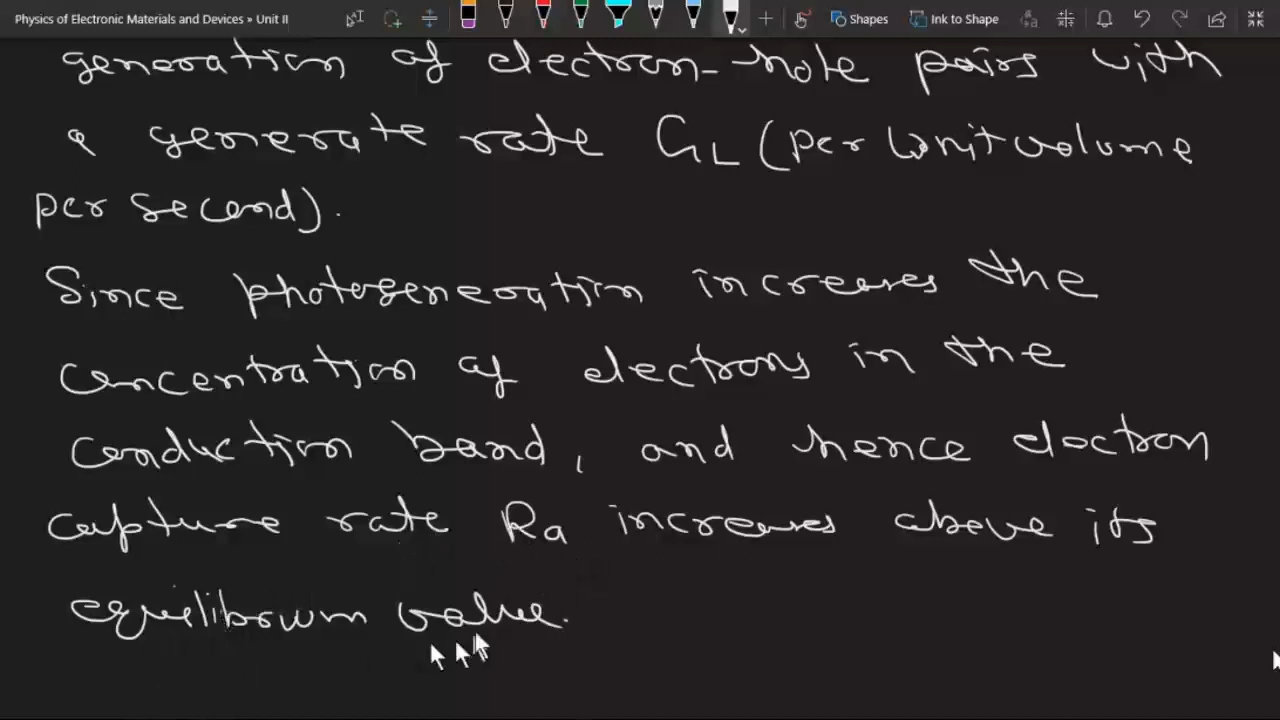 Physics of Electronic Materials and Devices » Unit II
Shapes
Ink to Shape
generation of electron-hole pairs with
a generate rate GL (per unit volume
per second).
Since photogeneration increases the
concentration of electrons in the
conduction band, and hence electron
capture rate Ra increases above its
equilibrium value.